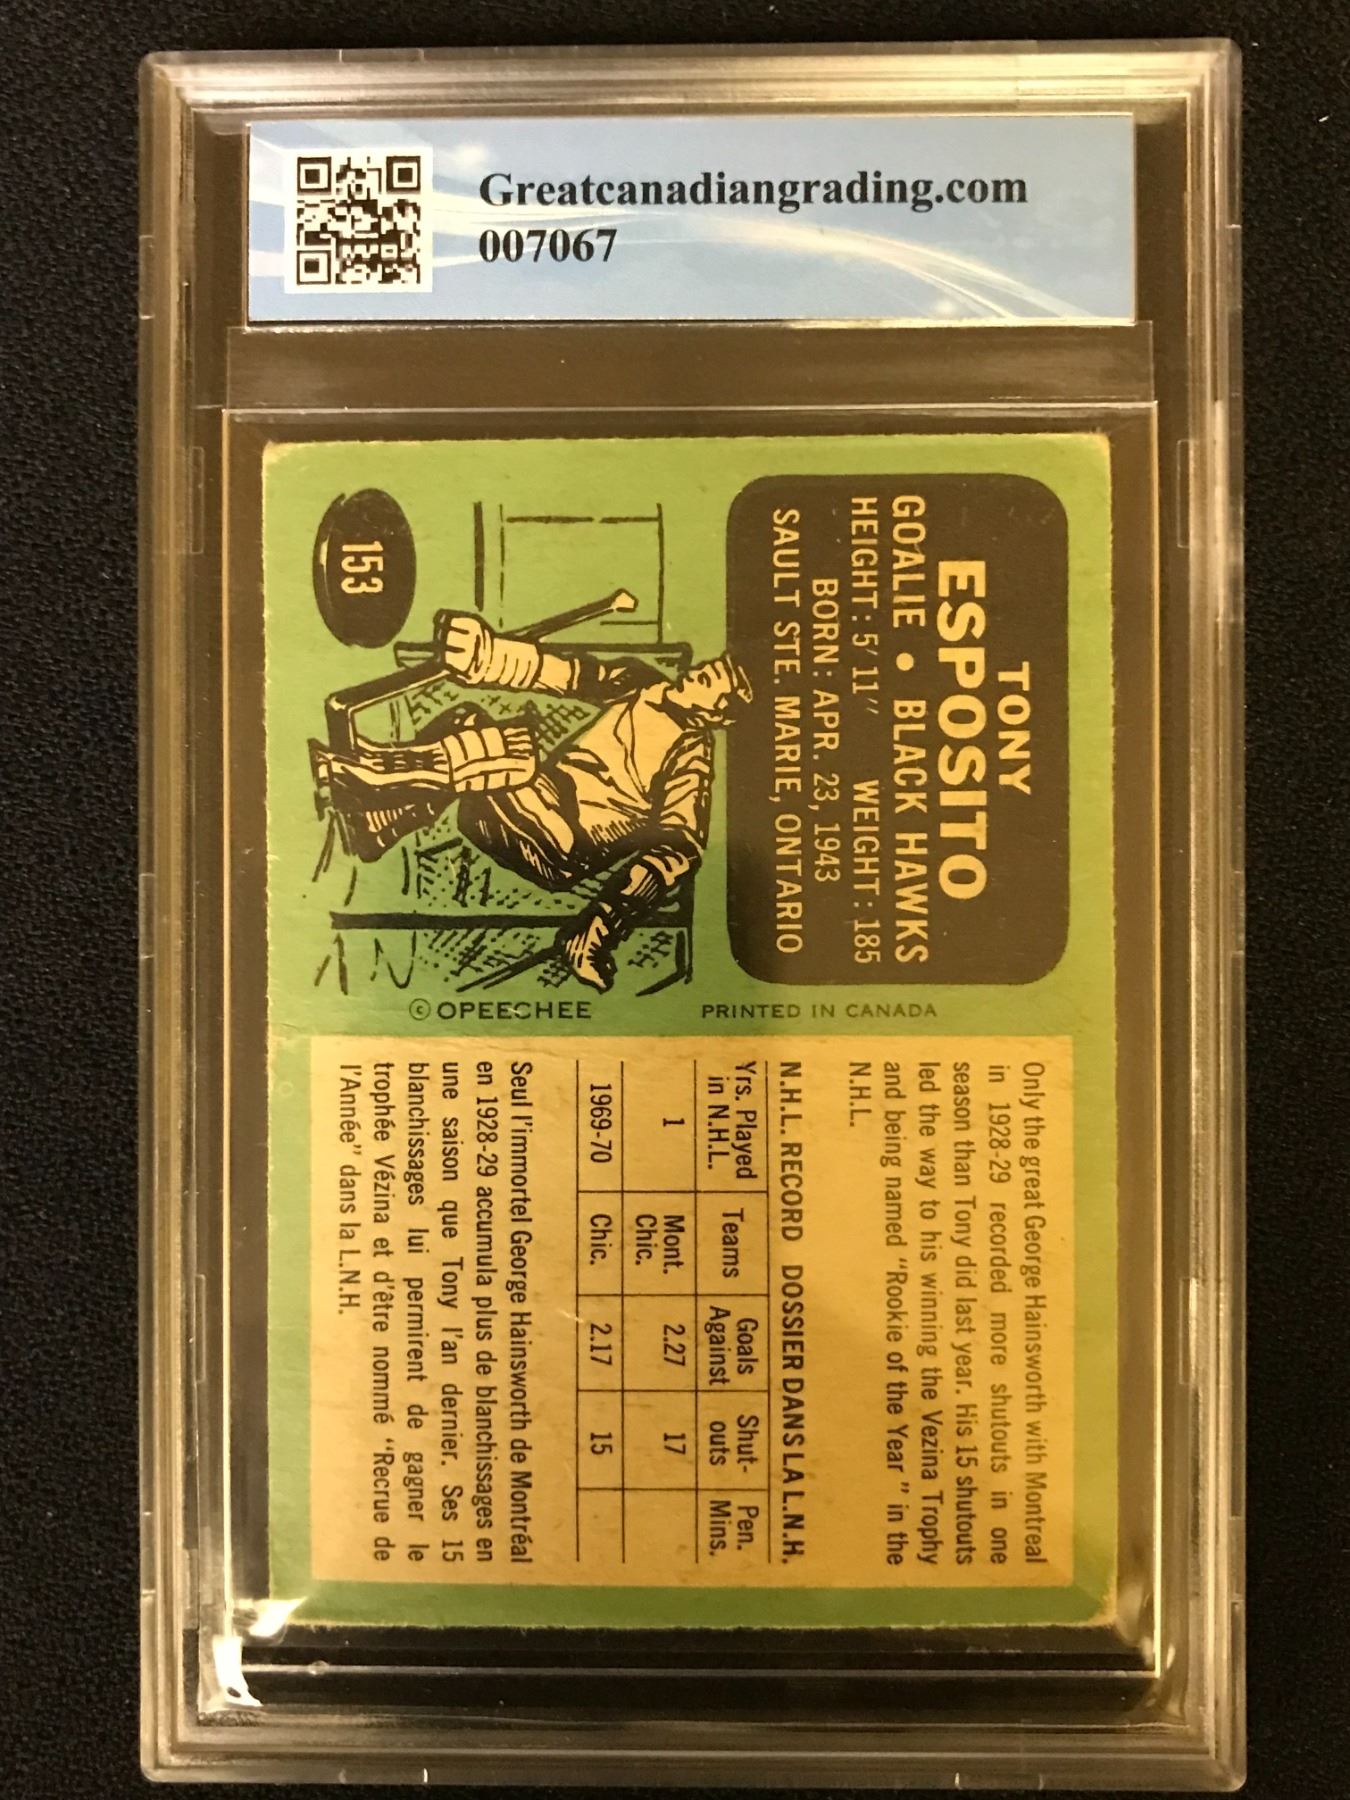 Greatcanadiangrading.com
007067
TONY
ESPOSITO
GOALIE • BLACK HAWKS
HEIGHT: 5' 11" WEIGHT: 185
BORN: APR. 23, 1943
SAULT STE. MARIE, ONTARIO
153
© OPEECHEE
PRINTED IN CANADA
Only the great George Hainsworth with Montreal
in 1928-29 recorded more shutouts in one
season than Tony did last year. His 15 shutouts
led the way to his winning the Vezina Trophy
and being named "Rookie of the Year" in the
N.H.L.
N.H.L. RECORD DOSSIER DANS LA L.N.H.
Yrs. Played Teams Goals Shut- Pen.
in N.H.L. Against outs Mins.
1 Mont. 2.27 17
Chic.
1969-70 Chic. 2.17 15
Seul l'immortel George Hainsworth de Montréal
en 1928-29 accumula plus de blanchissages en
une saison que Tony l'an dernier. Ses 15
blanchissages lui permirent de gagner le
trophée Vézina et d'être nommé "Recrue de
l'Année" dans la L.N.H.